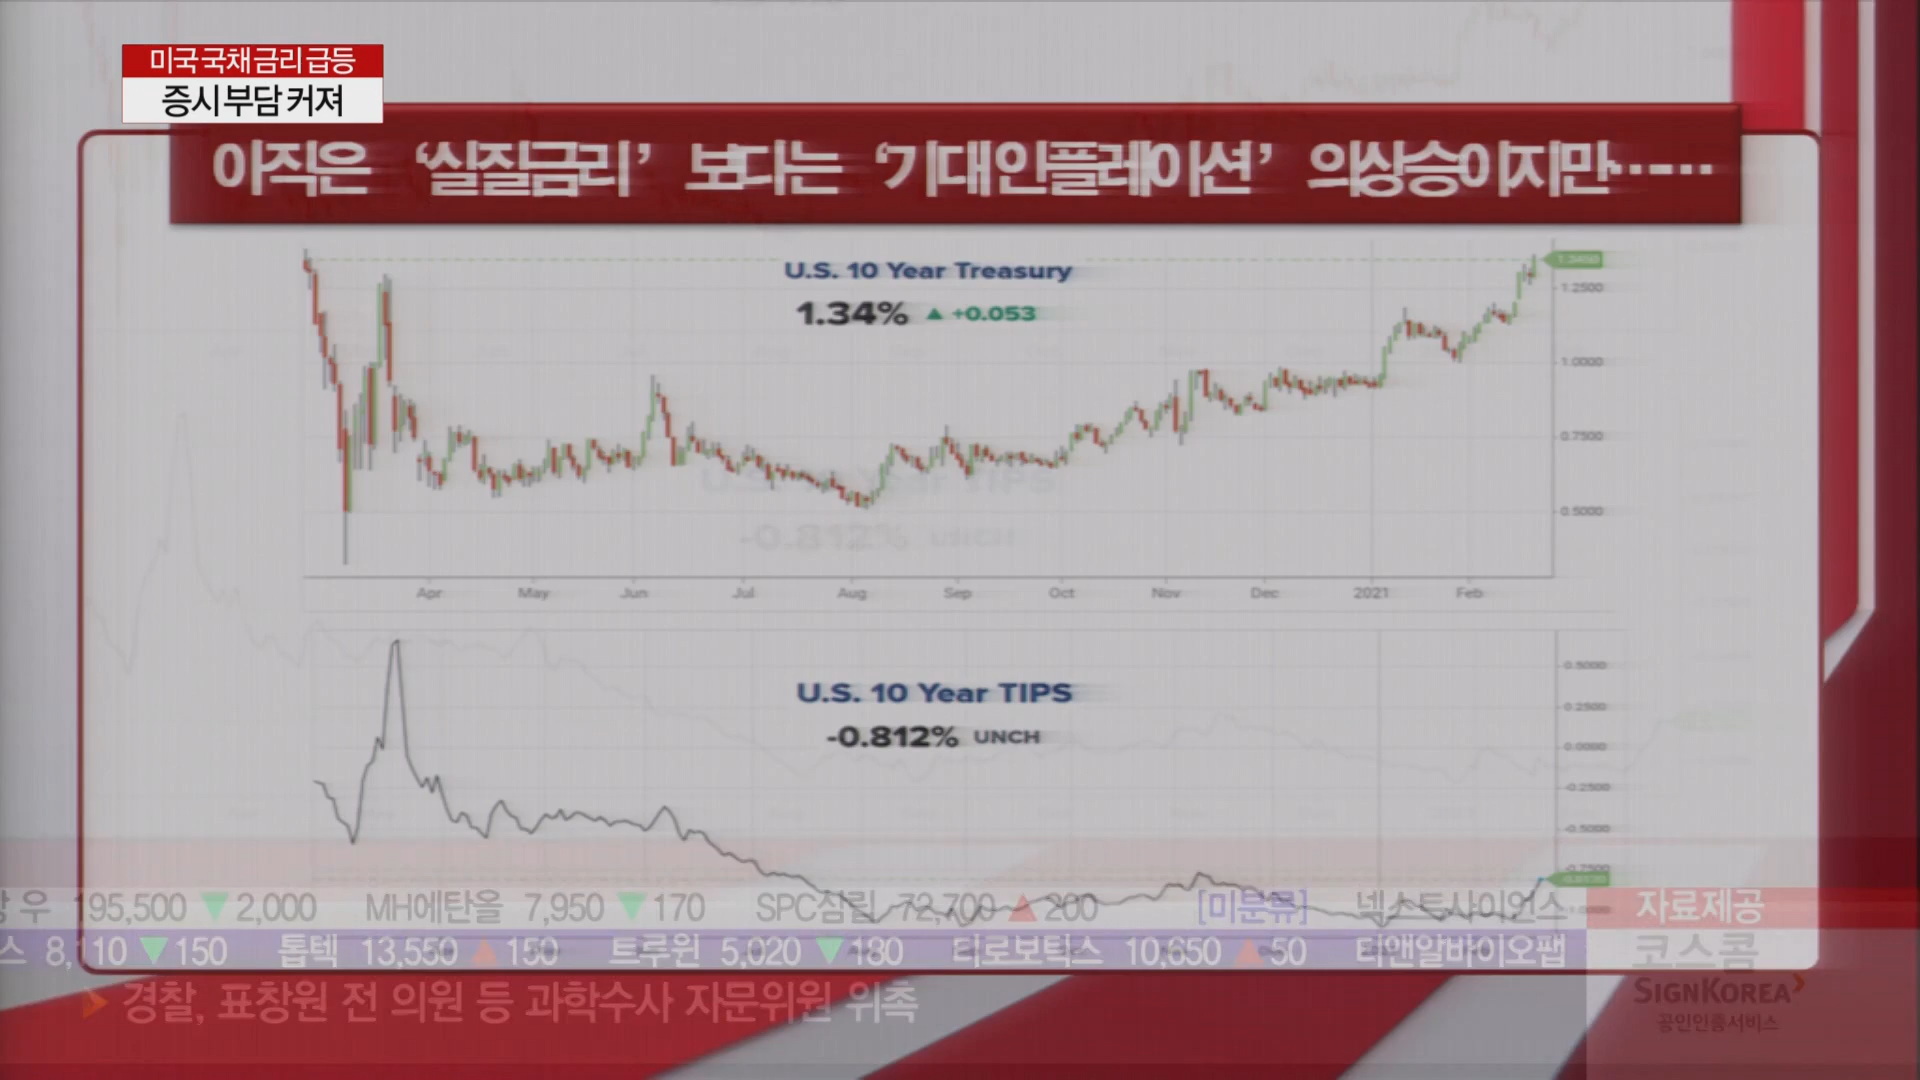 미국 국채 금리 급등
증시 부담 커져
아직은 ‘실질금리’ 보다는 ‘기대인플레이션’ 의 상승이지만……
U.S. 10 Year Treasury
1.34% ▲ +0.053
1.2500
1.0000
0.7500
0.5000
Apr May Jun Jul Aug Sep Oct Nov Dec 2021 Feb
U.S. 10 Year TIPS
-0.812% UNCH
0.5000
0.2500
0.0000
-0.2500
-0.5000
-0.7500
우 195,500 ▼2,000 MH에탄올 7,950 ▼170 SPC삼립 72,700 ▲200 [미분류] 넥스트사이언스
스 8,110 ▼150 톱텍 13,550 ▲150 트루윈 5,020 ▼180 티로보틱스 10,650 ▲50 티앤알바이오팹
경찰, 표창원 전 의원 등 과학수사 자문위원 위촉
자료제공
코스콤
SIGNKOREA
공인인증서비스